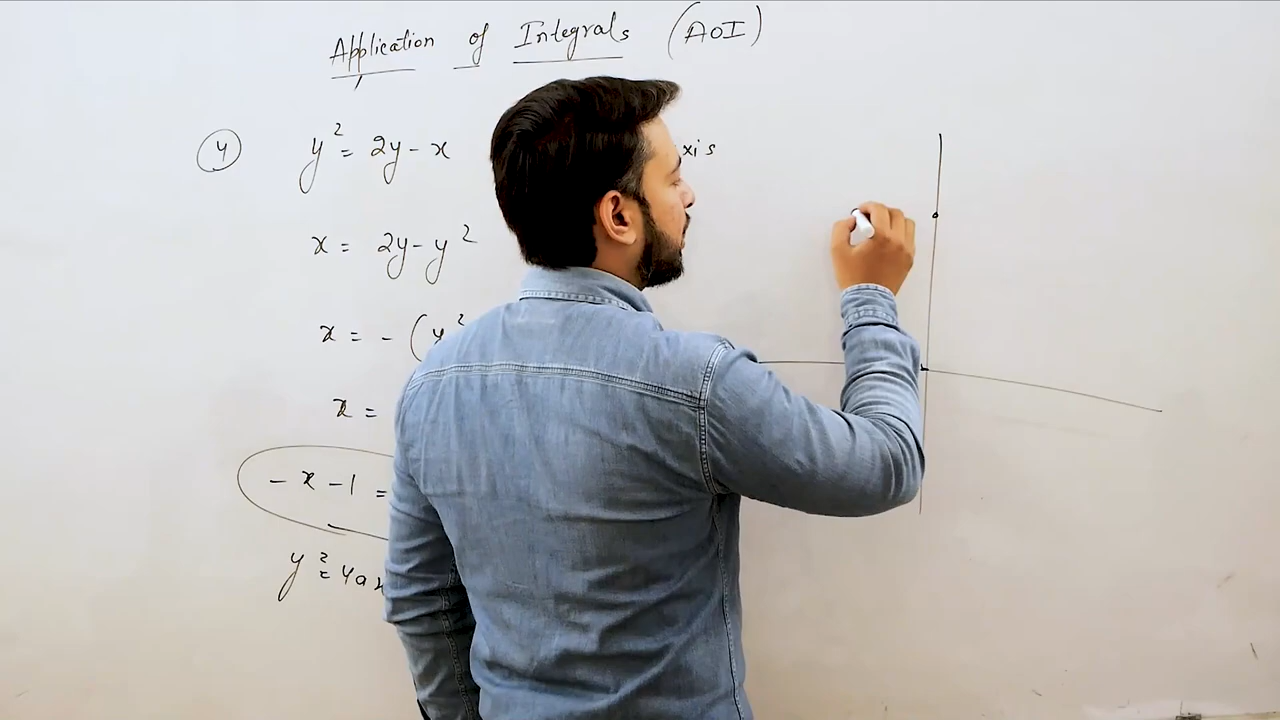 Application of Integrals (AOI)
④ y² = 2y - x xis
x = 2y - y²
x = - (y²
x =
- x - 1 =
y² = 4ax